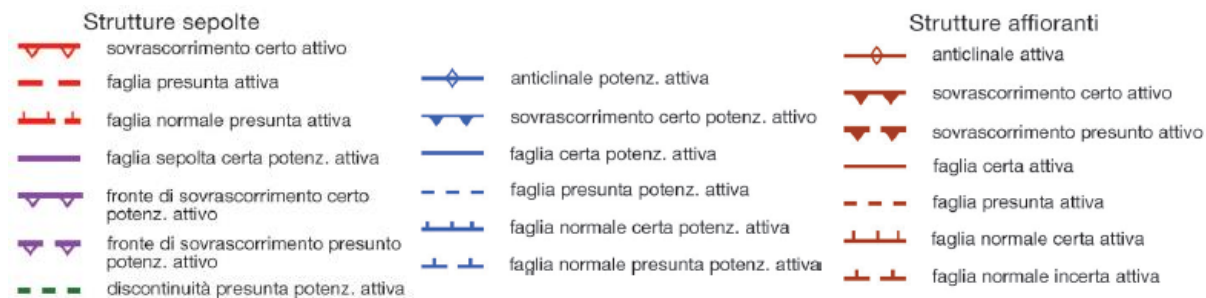 Strutture sepolte
sovrascorrimento certo attivo
faglia presunta attiva
faglia normale presunta attiva
faglia sepolta certa potenz. attiva
fronte di sovrascorrimento certo
potenz. attivo
fronte di sovrascorrimento presunto
potenz. attivo
discontinuità presunta potenz. attiva
anticlinale potenz. attiva
sovrascorrimento certo potenz. attivo
faglia certa potenz. attiva
faglia presunta potenz. attiva
faglia normale certa potenz. attiva
faglia normale presunta potenz. attiva
Strutture affioranti
anticlinale attiva
sovrascorrimento certo attivo
sovrascorrimento presunto attivo
faglia certa attiva
faglia presunta attiva
faglia normale certa attiva
faglia normale incerta attiva